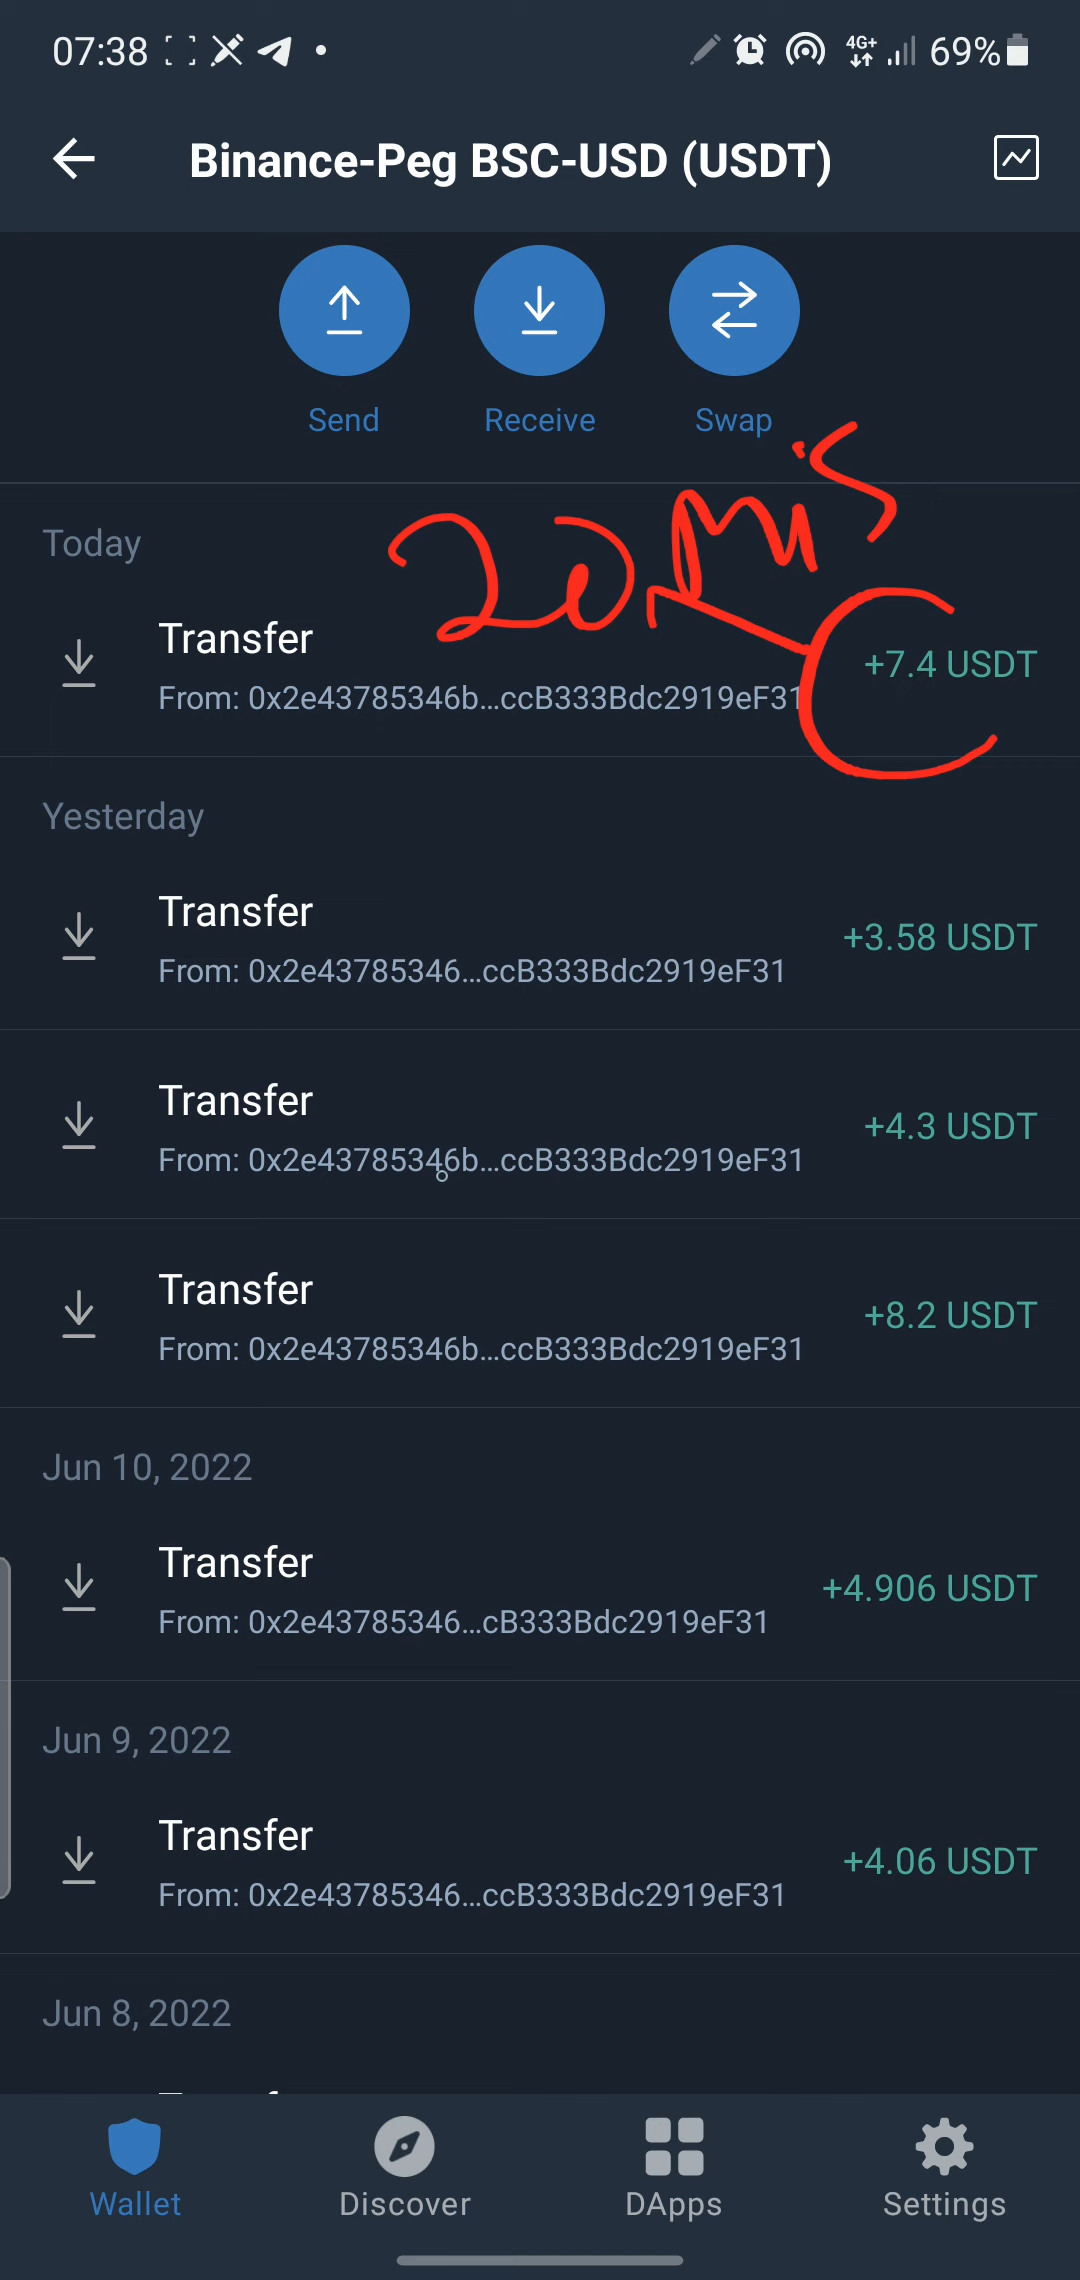 07:38 4G+ 69%
Binance-Peg BSC-USD (USDT)
Send Receive Swap
Today
Transfer
From: 0x2e43785346b...ccB333Bdc2919eF31
+7.4 USDT
Yesterday
Transfer
From: 0x2e43785346...ccB333Bdc2919eF31
+3.58 USDT
Transfer
From: 0x2e43785346b...ccB333Bdc2919eF31
+4.3 USDT
Transfer
From: 0x2e43785346b...ccB333Bdc2919eF31
+8.2 USDT
Jun 10, 2022
Transfer
From: 0x2e43785346...cB333Bdc2919eF31
+4.906 USDT
Jun 9, 2022
Transfer
From: 0x2e43785346...ccB333Bdc2919eF31
+4.06 USDT
Jun 8, 2022
Wallet Discover DApps Settings